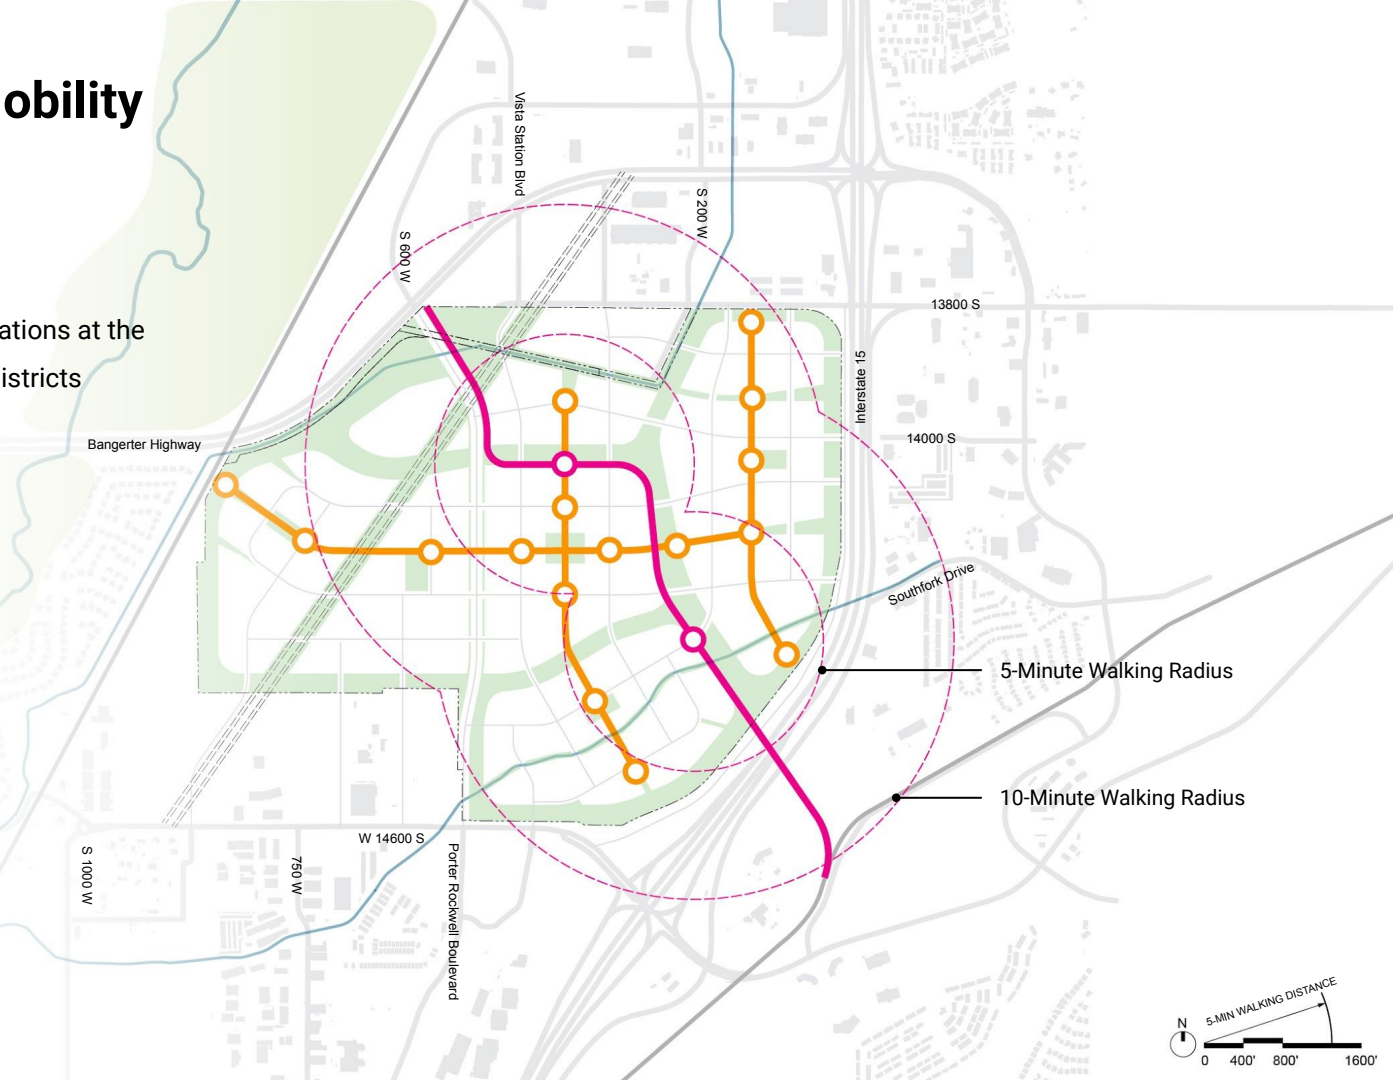 obility
ations at the
istricts
Vista Station Blvd
S 200 W
S 600 W
13800 S
Interstate 15
14000 S
Bangerter Highway
Southfork Drive
5-Minute Walking Radius
10-Minute Walking Radius
W 14600 S
S 1000 W
750 W
Porter Rockwell Boulevard
5-MIN WALKING DISTANCE
N
0 400' 800' 1600'